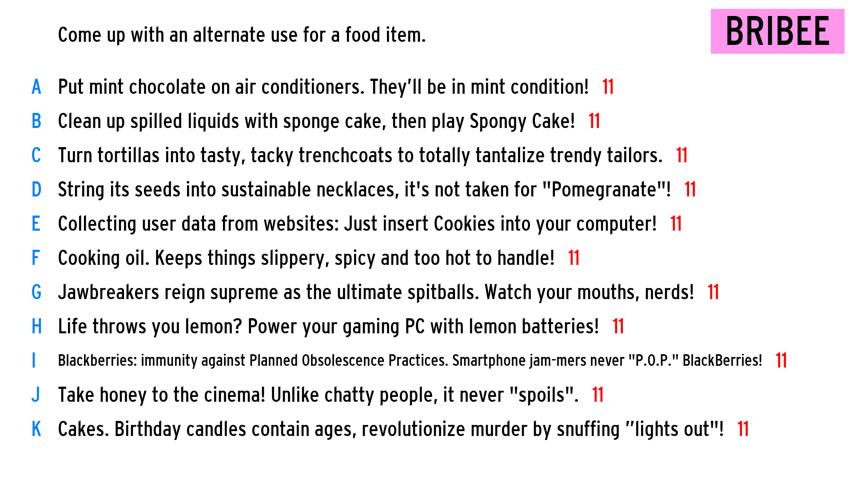 Come up with an alternate use for a food item.
BRIBEE
A Put mint chocolate on air conditioners. They'll be in mint condition! 11
B Clean up spilled liquids with sponge cake, then play Spongy Cake! 11
C Turn tortillas into tasty, tacky trenchcoats to totally tantalize trendy tailors. 11
D String its seeds into sustainable necklaces, it's not taken for "Pomegranate"! 11
E Collecting user data from websites: Just insert Cookies into your computer! 11
F Cooking oil. Keeps things slippery, spicy and too hot to handle! 11
G Jawbreakers reign supreme as the ultimate spitballs. Watch your mouths, nerds! 11
H Life throws you lemon? Power your gaming PC with lemon batteries! 11
I Blackberries: immunity against Planned Obsolescence Practices. Smartphone jam-mers never "P.O.P." BlackBerries! 11
J Take honey to the cinema! Unlike chatty people, it never "spoils". 11
K Cakes. Birthday candles contain ages, revolutionize murder by snuffing "lights out"! 11